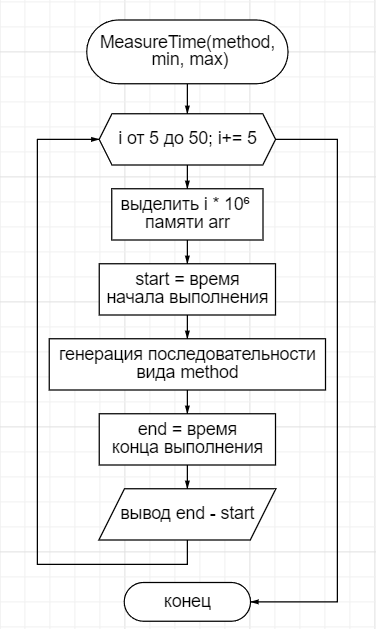 MeasureTime(method,
min, max)
i от 5 до 50; i+= 5
выделить i * 10⁶
памяти arr
start = время
начала выполнения
генерация последовательности
вида method
end = время
конца выполнения
вывод end - start
конец